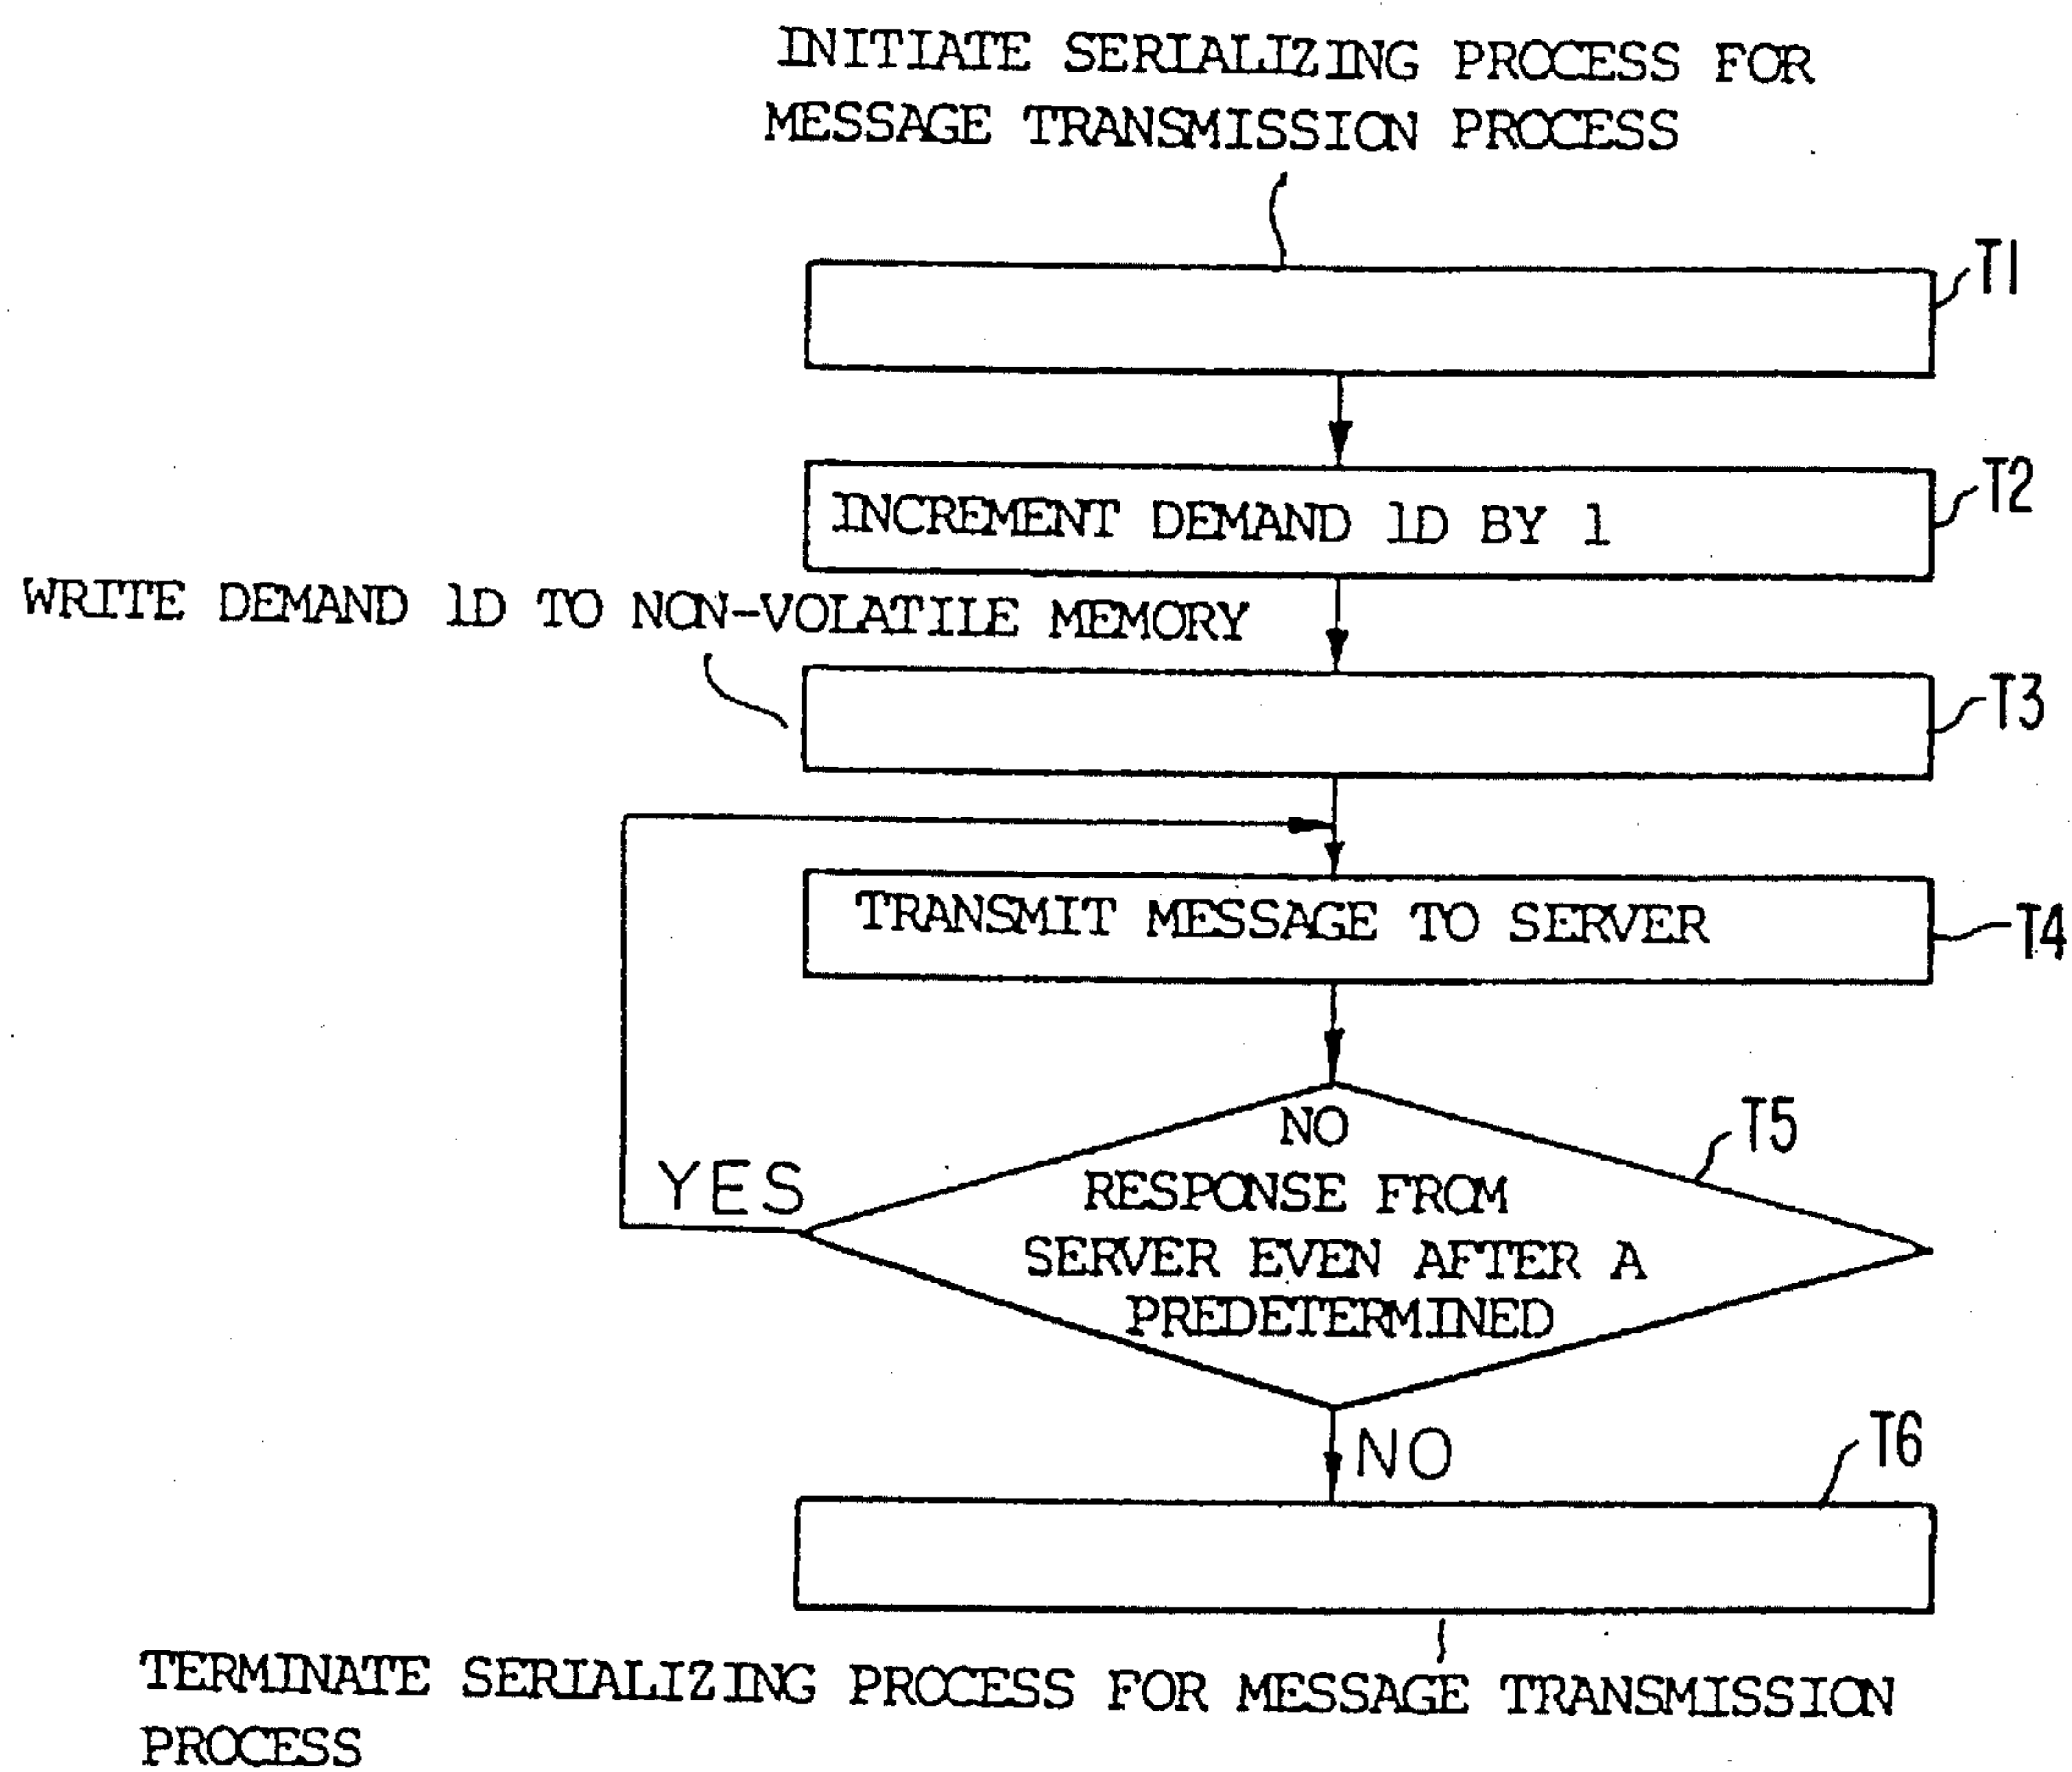 INITIATE SERIALIZING PROCESS FOR
MESSAGE TRANSMISSION PROCESS
T1
T2
INCREMENT DEMAND 1D BY 1
WRITE DEMAND 1D TO NON-VOLATILE MEMORY
T3
TRANSMIT MESSAGE TO SERVER
T4
T5
NO
RESPONSE FROM
SERVER EVEN AFTER A
PREDETERMINED
YES
NO
T6
TERMINATE SERIALIZING PROCESS FOR MESSAGE TRANSMISSION
PROCESS